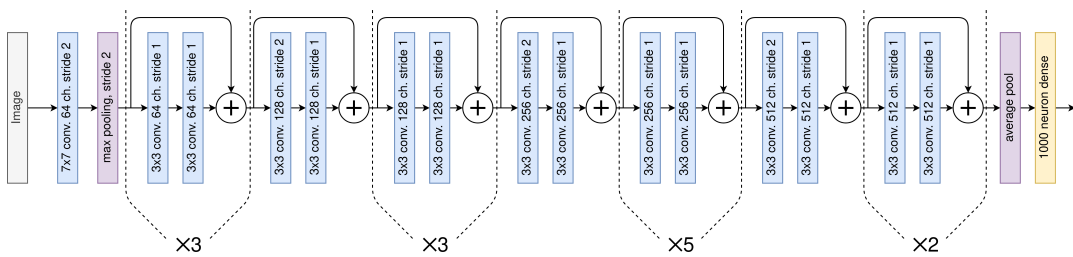 Image
7x7 conv. 64 ch. stride 2
max pooling, stride 2
3x3 conv. 64 ch. stride 1
3x3 conv. 64 ch. stride 1
+
3x3 conv. 128 ch. stride 2
3x3 conv. 128 ch. stride 1
+
3x3 conv. 128 ch. stride 1
3x3 conv. 128 ch. stride 1
+
3x3 conv. 256 ch. stride 2
3x3 conv. 256 ch. stride 1
+
3x3 conv. 256 ch. stride 1
3x3 conv. 256 ch. stride 1
+
3x3 conv. 512 ch. stride 2
3x3 conv. 512 ch. stride 1
+
3x3 conv. 512 ch. stride 1
3x3 conv. 512 ch. stride 1
+
average pool
1000 neuron dense
×3
×3
×5
×2